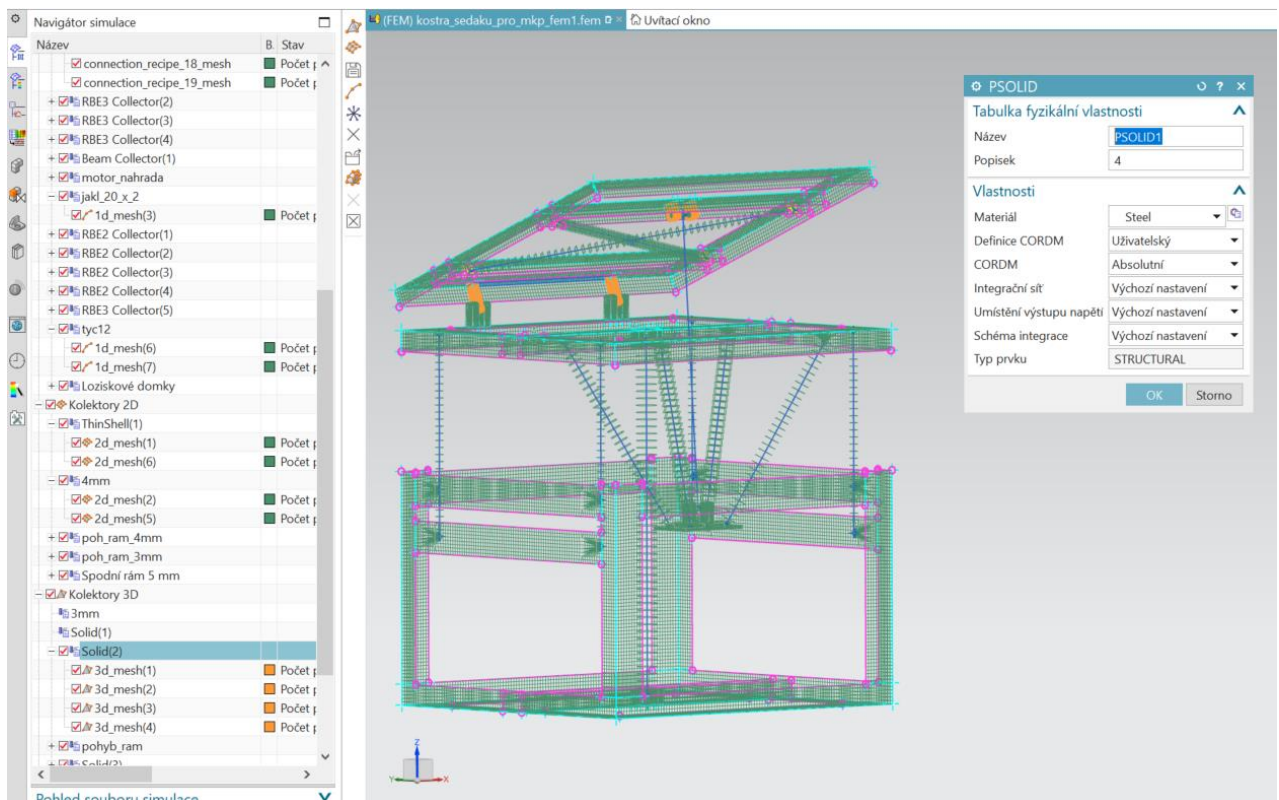 Navigátor simulace
(FEM) kostra_sedaku_pro_mkp_fem1.fem
Uvítací okno
Název B. Stav
connection_recipe_18_mesh Počet p
connection_recipe_19_mesh Počet p
RBE3 Collector(2)
RBE3 Collector(3)
RBE3 Collector(4)
Beam Collector(1)
motor_nahrada
jakl_20_x_2
1d_mesh(3) Počet p
RBE2 Collector(1)
RBE2 Collector(2)
RBE2 Collector(3)
RBE2 Collector(4)
RBE3 Collector(5)
tyc12
1d_mesh(6) Počet p
1d_mesh(7) Počet p
Loziskové domky
Kolektory 2D
ThinShell(1)
2d_mesh(1) Počet p
2d_mesh(6) Počet p
4mm
2d_mesh(2) Počet p
2d_mesh(5) Počet p
poh_ram_4mm
poh_ram_3mm
Spodní rám 5 mm
Kolektory 3D
3mm
Solid(1)
Solid(2)
3d_mesh(1) Počet p
3d_mesh(2) Počet p
3d_mesh(3) Počet p
3d_mesh(4) Počet p
pohyb_ram
Solid(3)
Pohled souboru simulace
PSOLID
Tabulka fyzikální vlastnosti
Název PSOLID1
Popisek 4
Vlastnosti
Materiál Steel
Definice CORDM Uživatelský
CORDM Absolutní
Integrační síť Výchozí nastavení
Umístění výstupu napětí Výchozí nastavení
Schéma integrace Výchozí nastavení
Typ prvku STRUCTURAL
OK Storno
Z
Y X